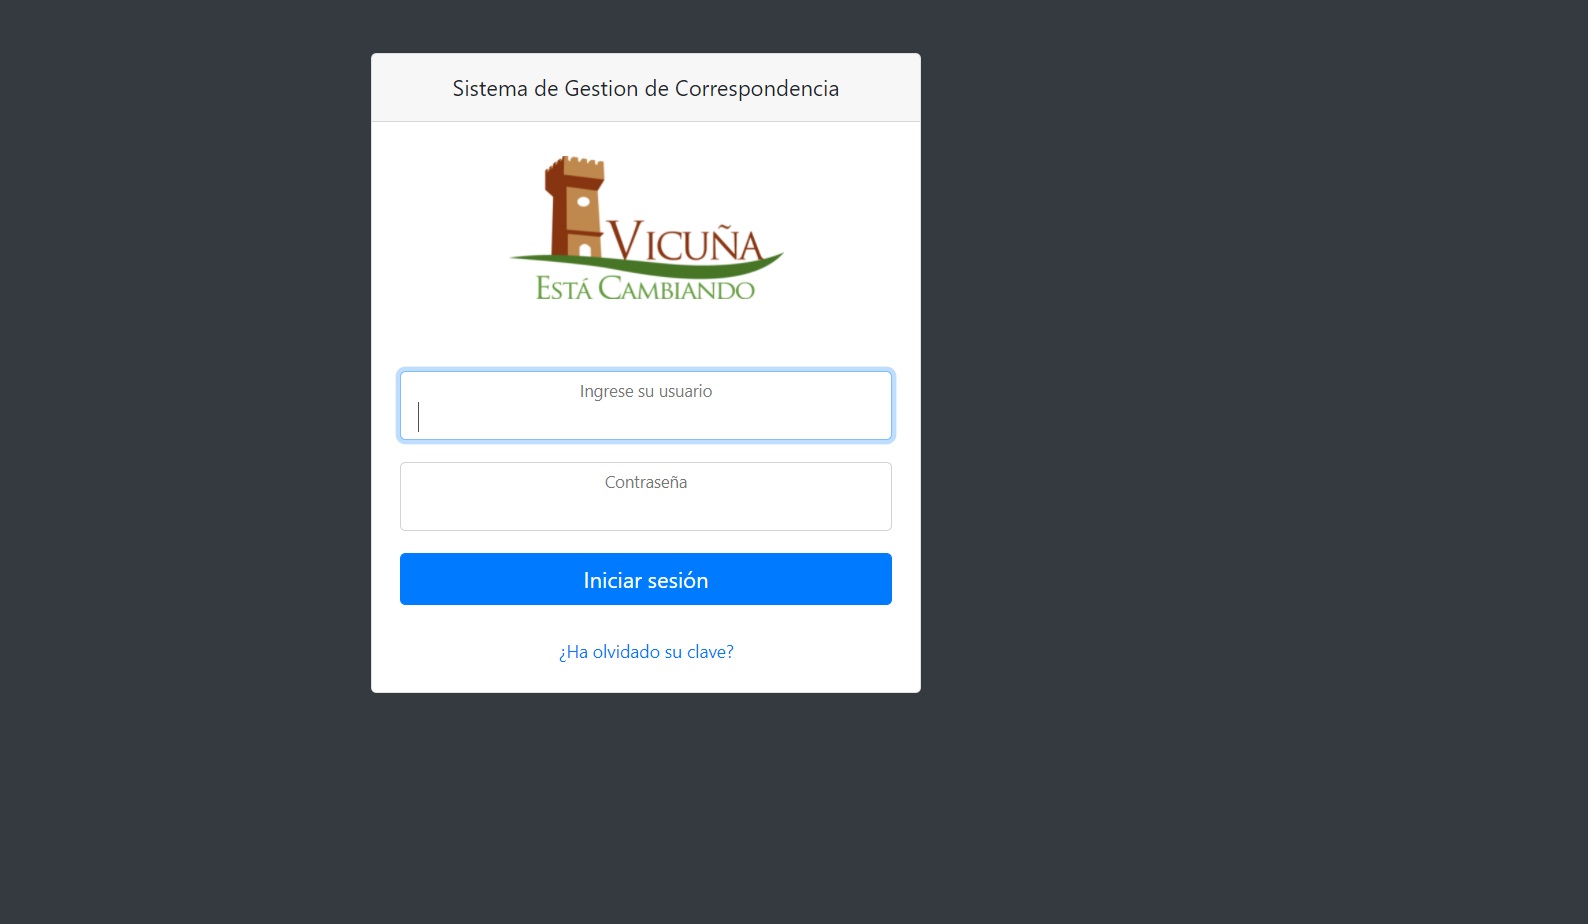 Sistema de Gestion de Correspondencia
VICUÑA
ESTÁ CAMBIANDO
Ingrese su usuario
Contraseña
Iniciar sesión
¿Ha olvidado su clave?